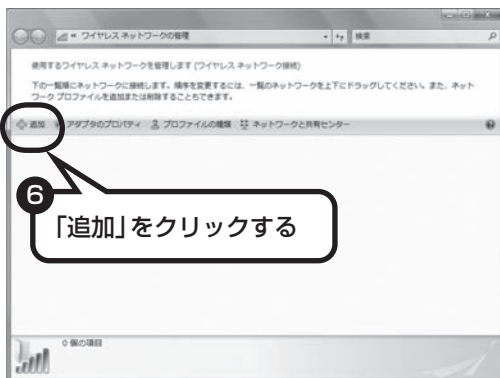 ワイヤレス ネットワークの管理
検索
使用するワイヤレス ネットワークを管理します (ワイヤレス ネットワーク接続)
下の一覧順にネットワークに接続します。順序を変更するには、一覧のネットワークを上下にドラッグしてください。また、ネット
ワーク プロファイルを追加または削除することもできます。
追加 アダプタのプロパティ プロファイルの種類 ネットワークと共有センター
6
「追加」をクリックする
0 個の項目